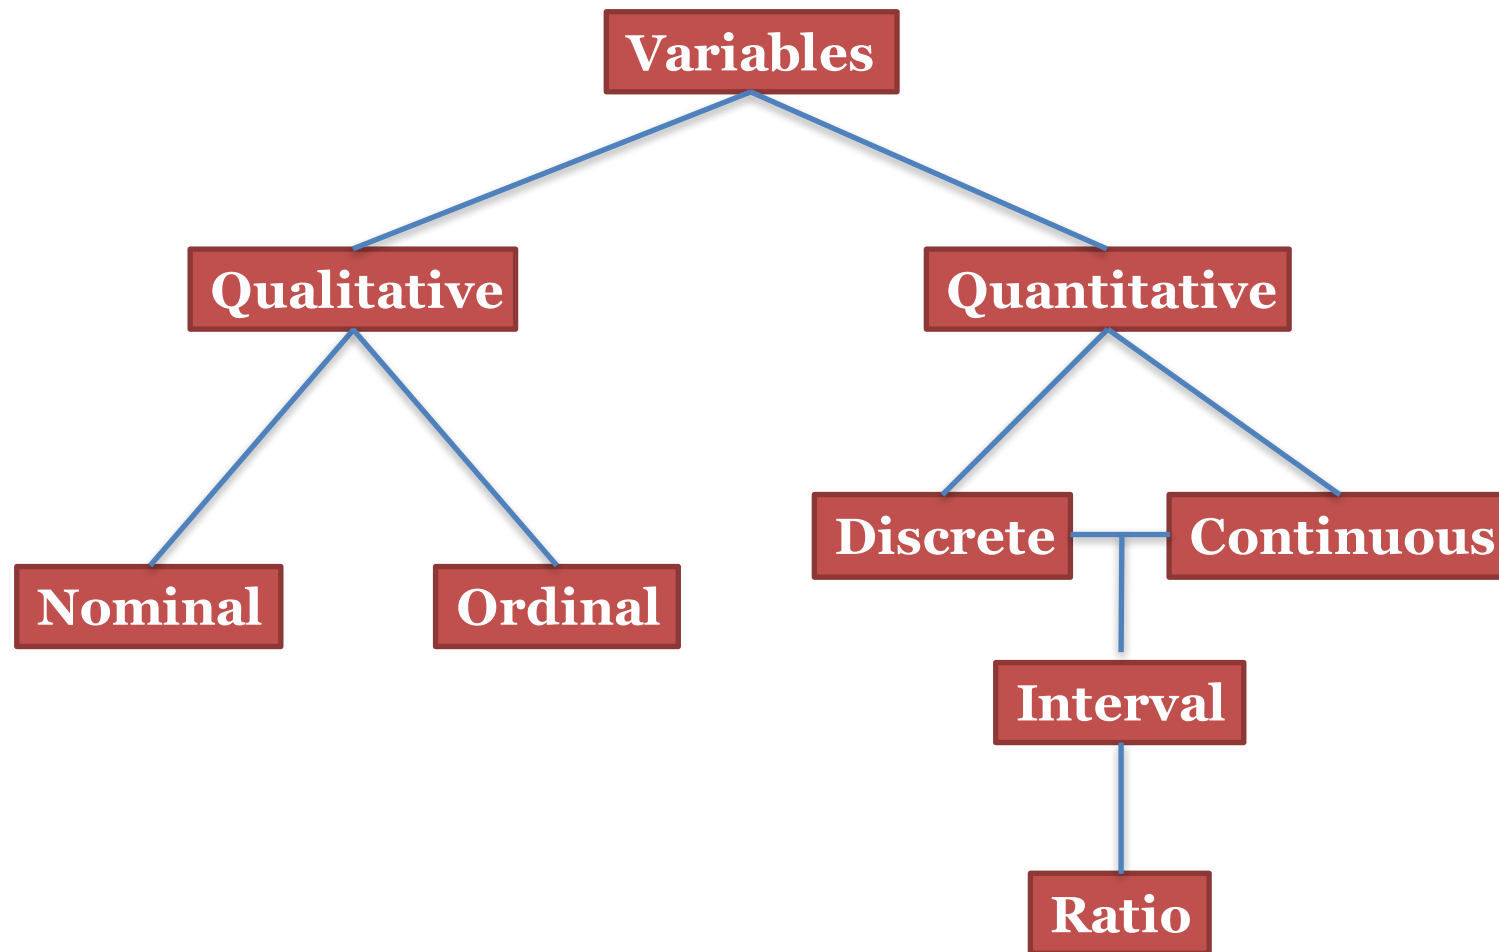 Variables
Qualitative
Quantitative
Discrete
Continuous
Nominal
Ordinal
Interval
Ratio